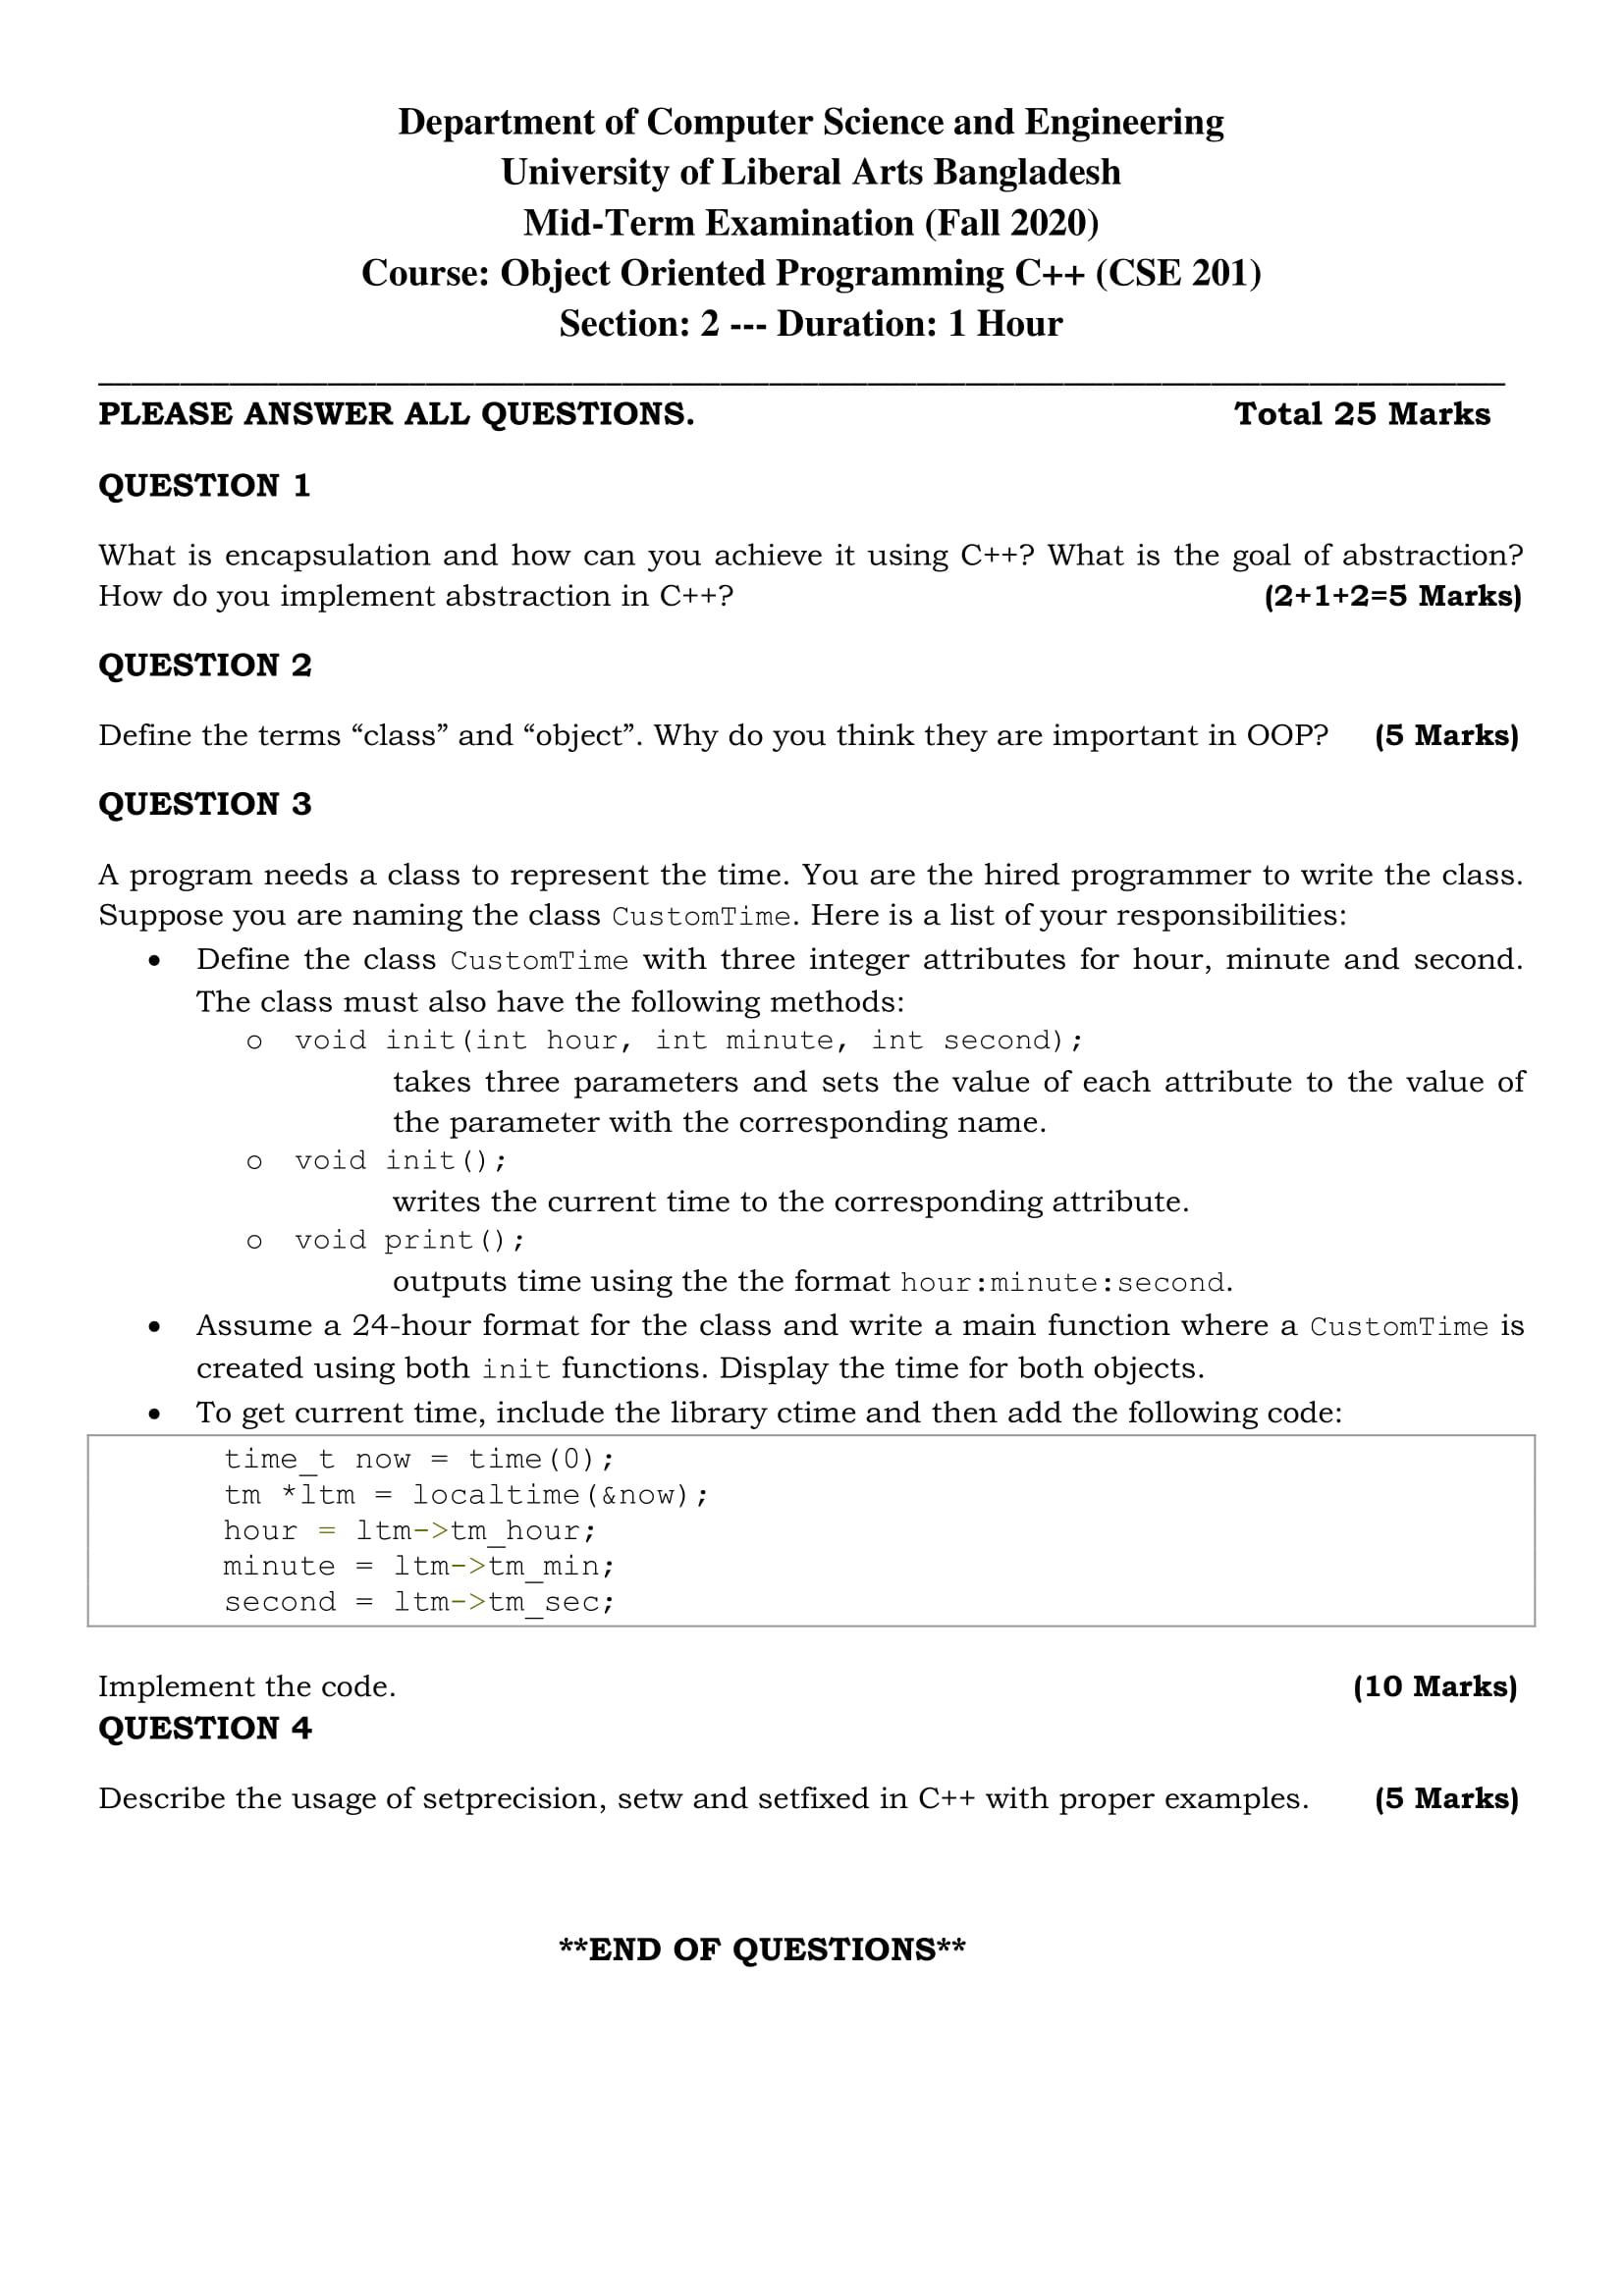 Department of Computer Science and Engineering
University of Liberal Arts Bangladesh
Mid-Term Examination (Fall 2020)
Course: Object Oriented Programming C++ (CSE 201)
Section: 2 --- Duration: 1 Hour
PLEASE ANSWER ALL QUESTIONS. Total 25 Marks
QUESTION 1
What is encapsulation and how can you achieve it using C++? What is the goal of abstraction?
How do you implement abstraction in C++? (2+1+2=5 Marks)
QUESTION 2
Define the terms “class” and “object”. Why do you think they are important in OOP? (5 Marks)
QUESTION 3
A program needs a class to represent the time. You are the hired programmer to write the class.
Suppose you are naming the class CustomTime. Here is a list of your responsibilities:
• Define the class CustomTime with three integer attributes for hour, minute and second.
The class must also have the following methods:
o void init(int hour, int minute, int second);
takes three parameters and sets the value of each attribute to the value of
the parameter with the corresponding name.
o void init();
writes the current time to the corresponding attribute.
o void print();
outputs time using the the format hour:minute:second.
• Assume a 24-hour format for the class and write a main function where a CustomTime is
created using both init functions. Display the time for both objects.
• To get current time, include the library ctime and then add the following code:
time_t now = time(0);
tm *ltm = localtime(&now);
hour = ltm->tm_hour;
minute = ltm->tm_min;
second = ltm->tm_sec;
Implement the code. (10 Marks)
QUESTION 4
Describe the usage of setprecision, setw and setfixed in C++ with proper examples. (5 Marks)
**END OF QUESTIONS**